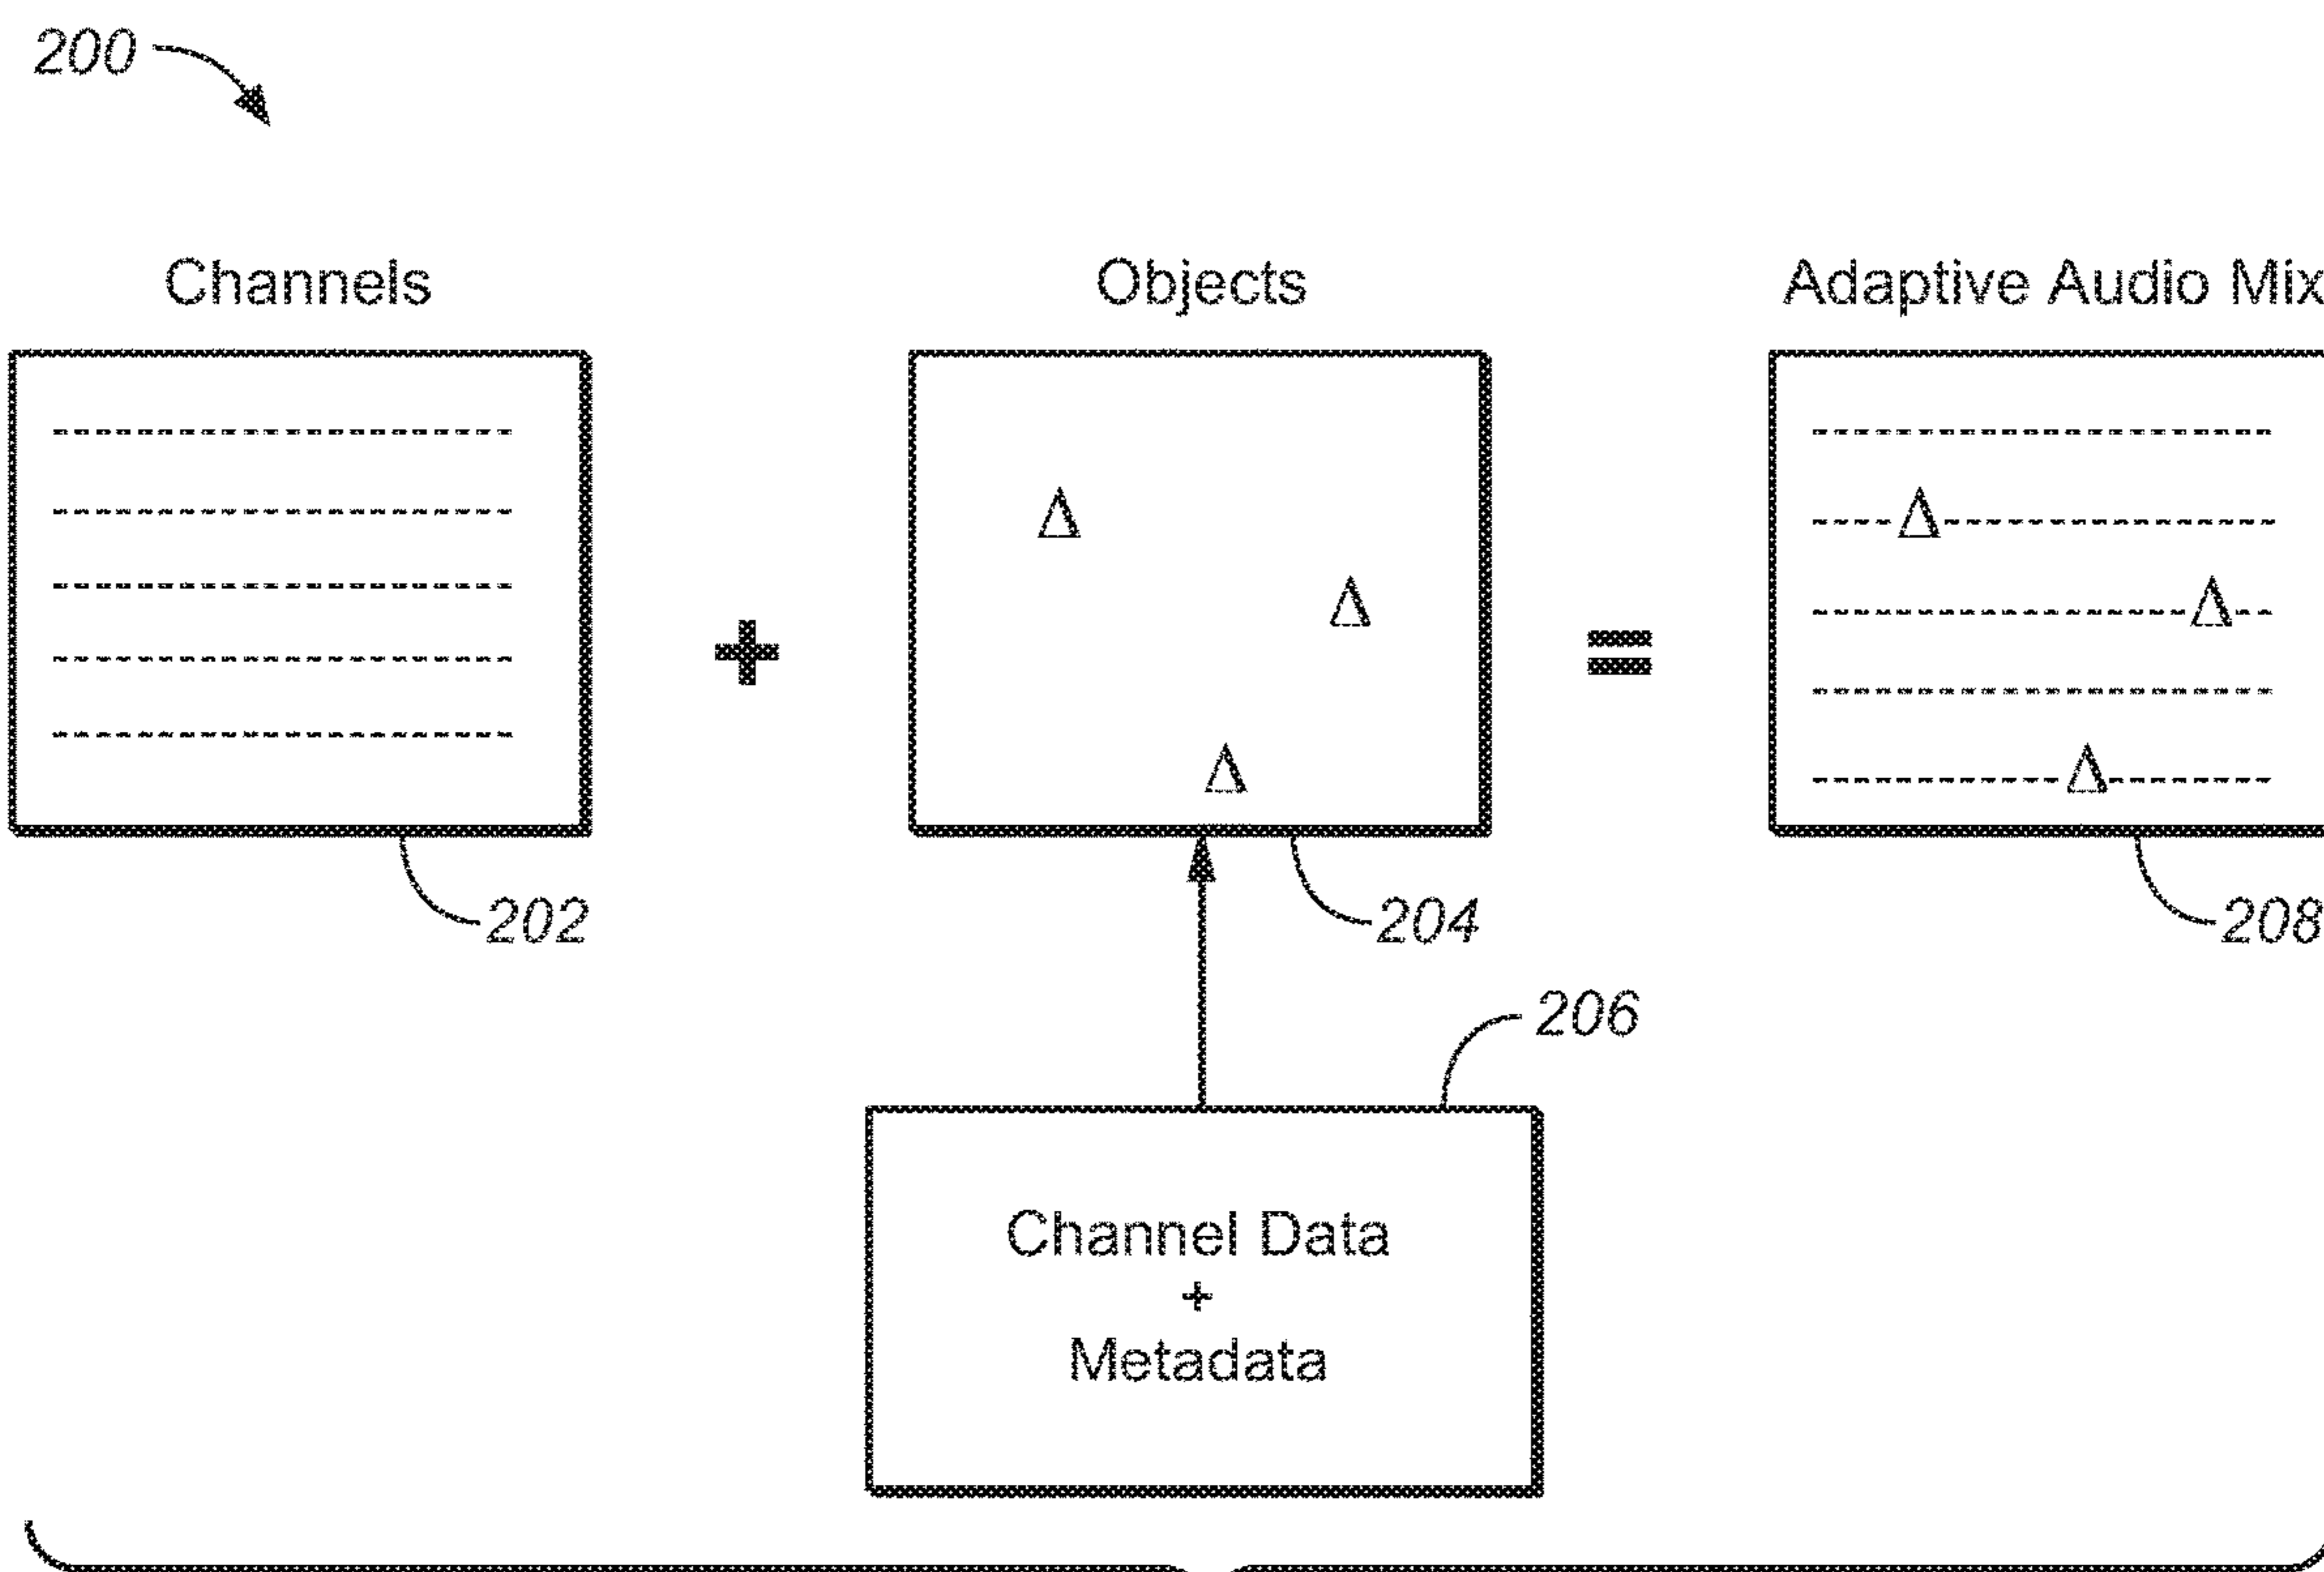 200
Channels
Objects
Adaptive Audio Mix
+
=
202
204
208
206
Channel Data
+
Metadata